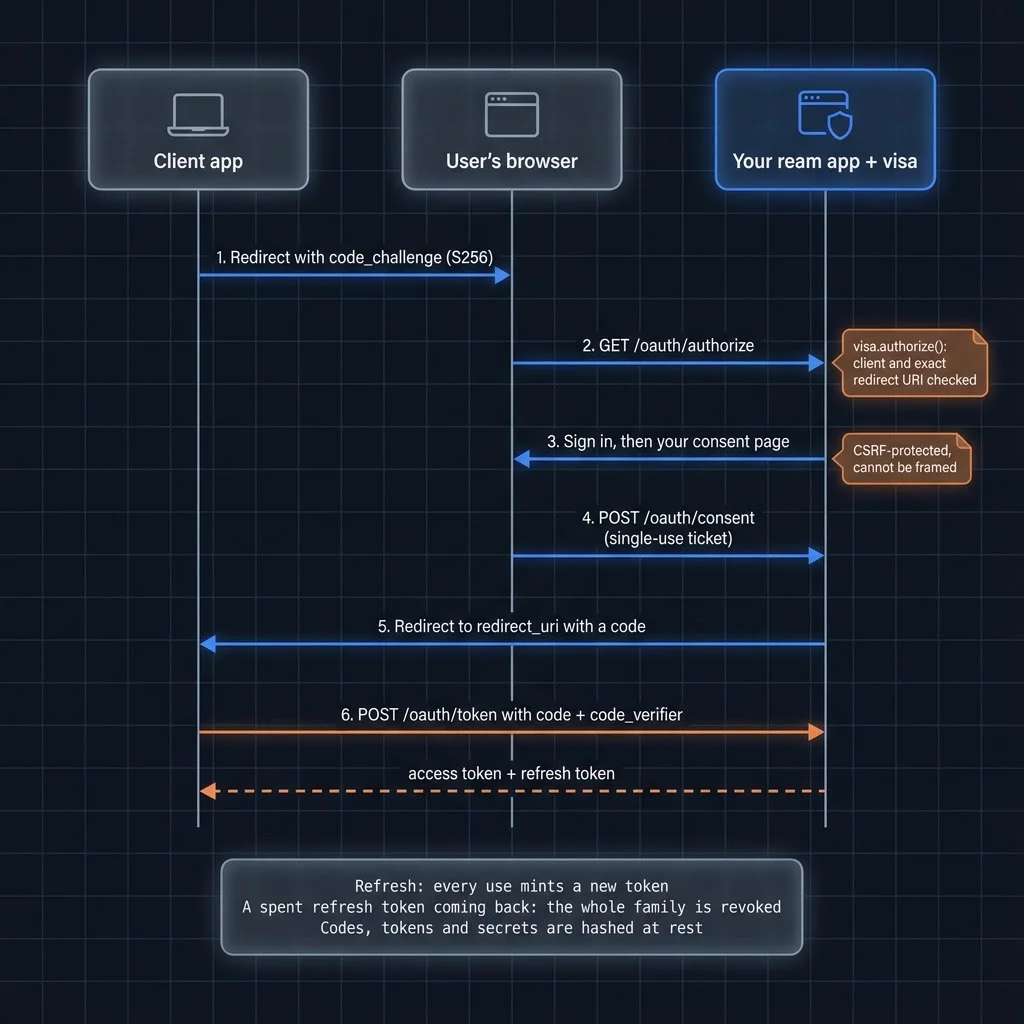 Client app
User's browser
Your ream app + visa
1. Redirect with code_challenge (S256)
2. GET /oauth/authorize
visa.authorize():
client and exact
redirect URI checked
3. Sign in, then your consent page
CSRF-protected,
cannot be framed
4. POST /oauth/consent
(single-use ticket)
5. Redirect to redirect_uri with a code
6. POST /oauth/token with code + code_verifier
access token + refresh token
Refresh: every use mints a new token
A spent refresh token coming back: the whole family is revoked
Codes, tokens and secrets are hashed at rest